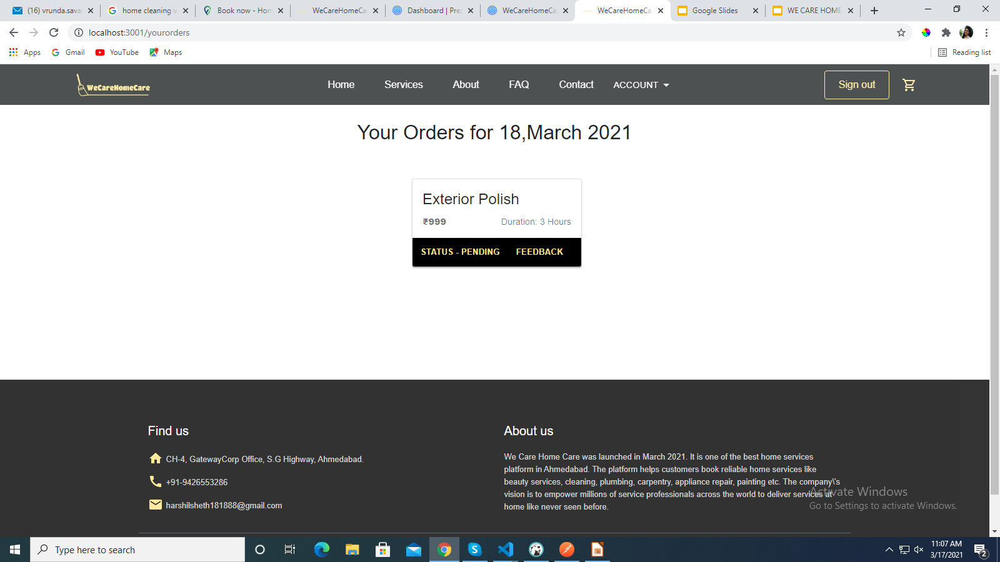 (16) vrunda.sava
home cleaning w
Book now - Hom
WeCareHomeCa
Dashboard | Prez
WeCareHomeCa
WeCareHomeCa
Google Slides
WE CARE HOME
localhost:3001/yourorders
Apps
Gmail
YouTube
Maps
Reading list
WeCareHomeCare
Home
Services
About
FAQ
Contact
ACCOUNT
Sign out
Your Orders for 18,March 2021
Exterior Polish
₹999
Duration: 3 Hours
STATUS - PENDING
FEEDBACK
Find us
CH-4, GatewayCorp Office, S.G Highway, Ahmedabad.
+91-9426553286
harshilsheth181888@gmail.com
About us
We Care Home Care was launched in March 2021. It is one of the best home services
platform in Ahmedabad. The platform helps customers book reliable home services like
beauty services, cleaning, plumbing, carpentry, appliance repair, painting etc. The company\'s
vision is to empower millions of service professionals across the world to deliver services at
home like never seen before.
Activate Windows
Go to Settings to activate Windows.
Type here to search
11:07 AM
3/17/2021
2